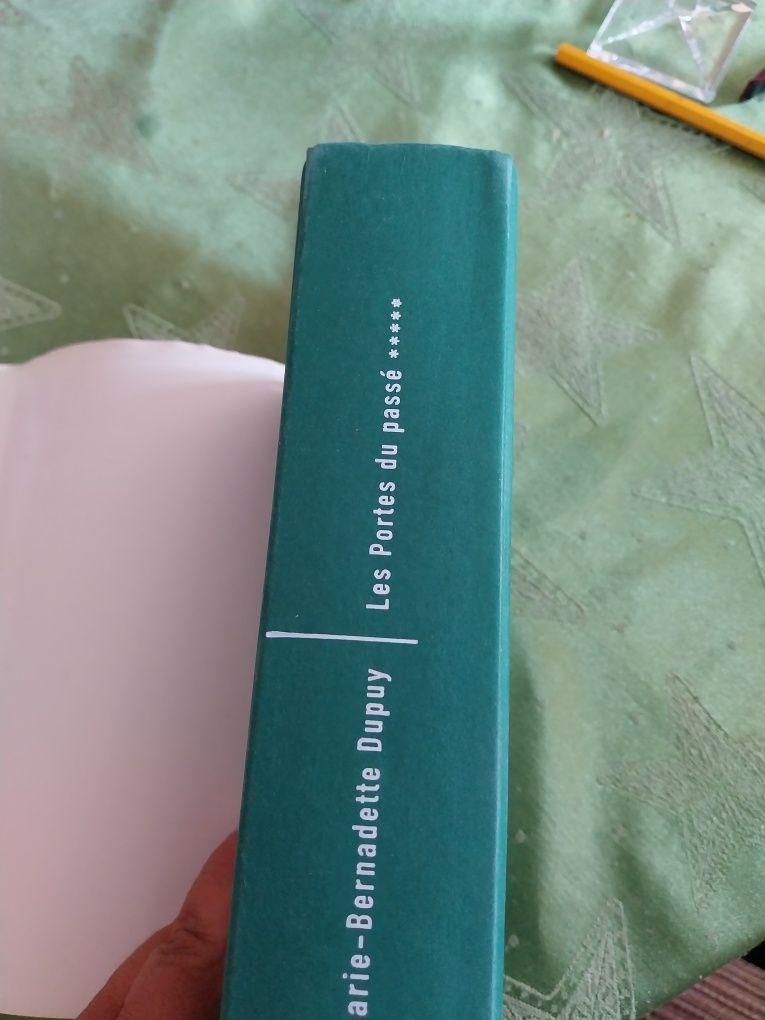 arie-Bernadette Dupuy
Les Portes du passé *****